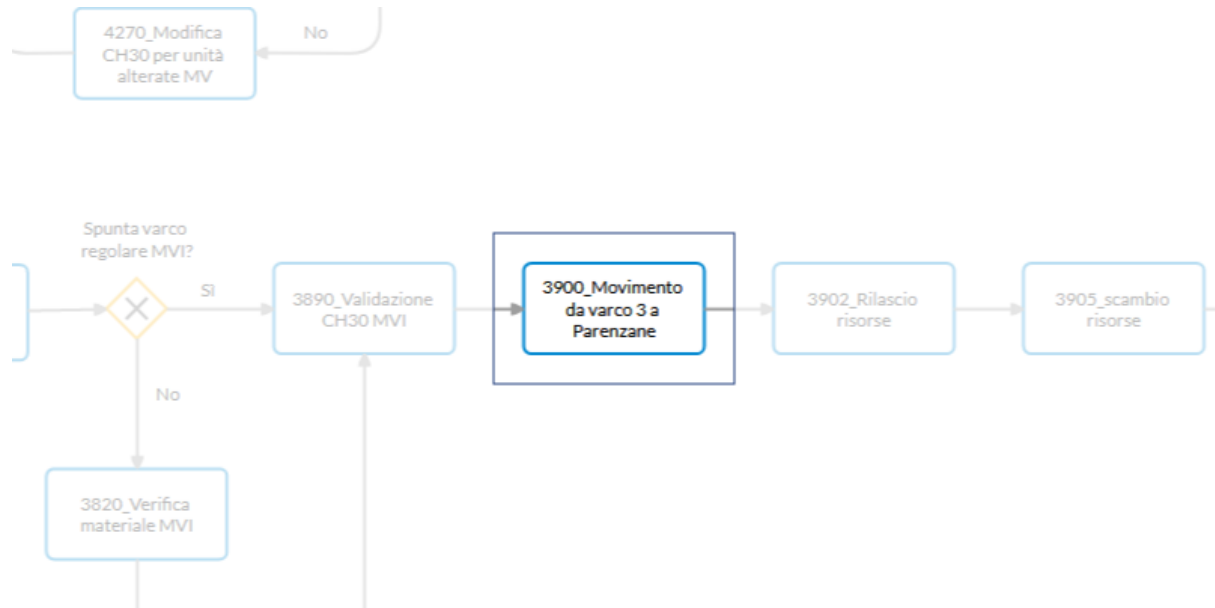 4270_Modifica
CH30 per unità
alterate MV
No
Spunta varco
regolare MVI?
SI
3890_Validazione
CH30 MVI
3900_Movimento
da varco 3 a
Parenzane
3902_Rilascio
risorse
3905_scambio
risorse
No
3820_Verifica
materiale MVI